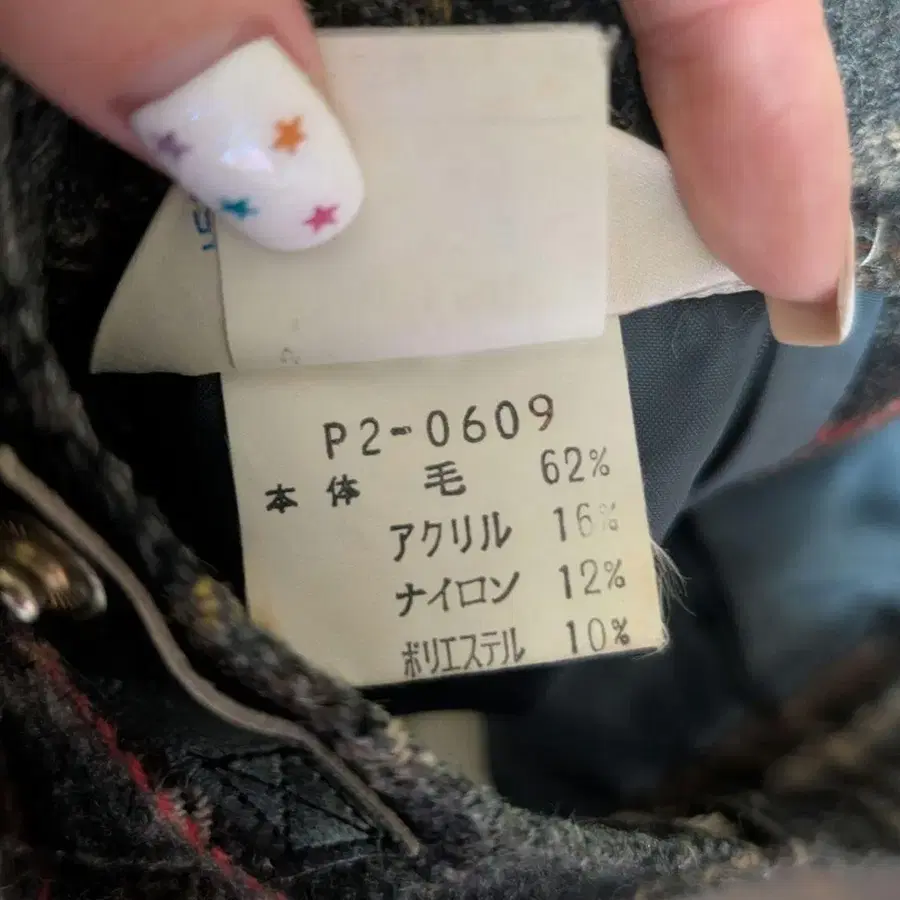 P2-0609
本体 毛 62%
アクリル 16%
ナイロン 12%
ポリエステル 10%